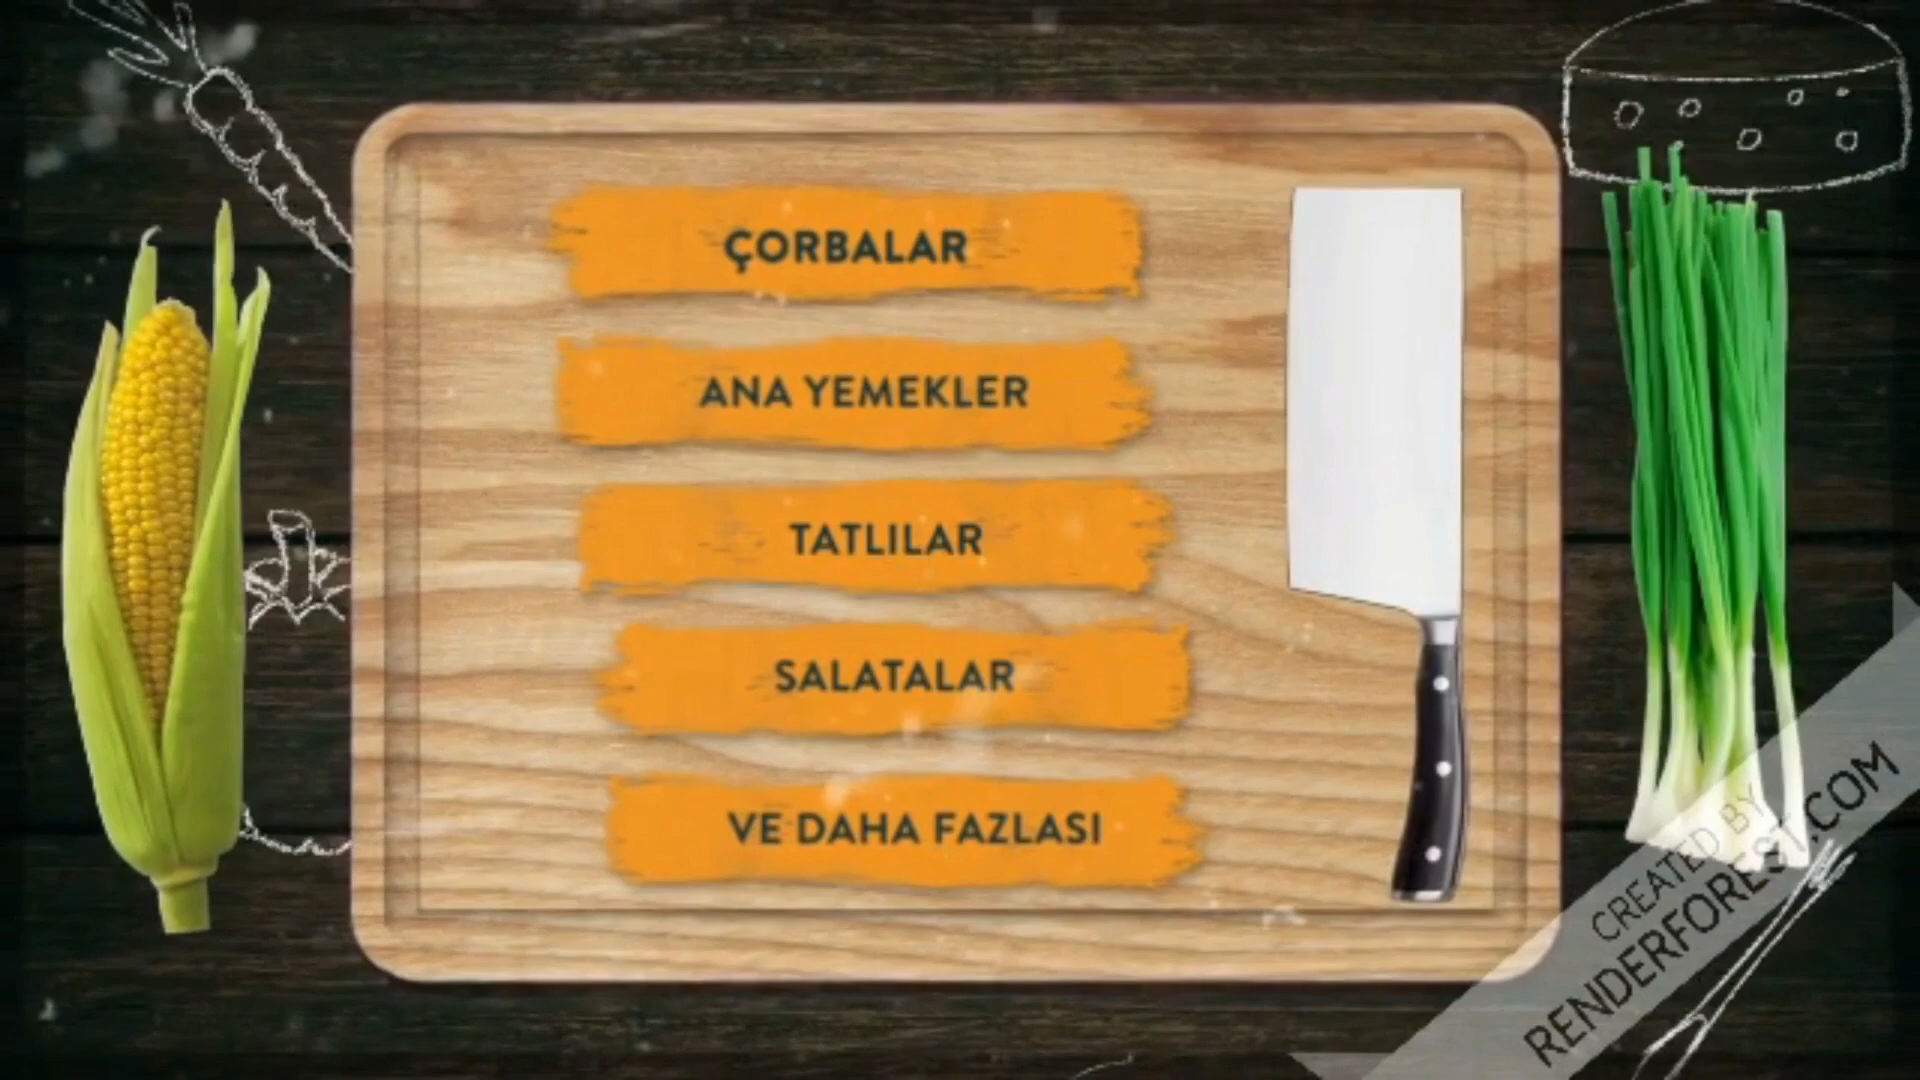 ÇORBALAR
ANA YEMEKLER
TATLILAR
SALATALAR
VE DAHA FAZLASI
CREATED BY
RENDERFOREST.COM